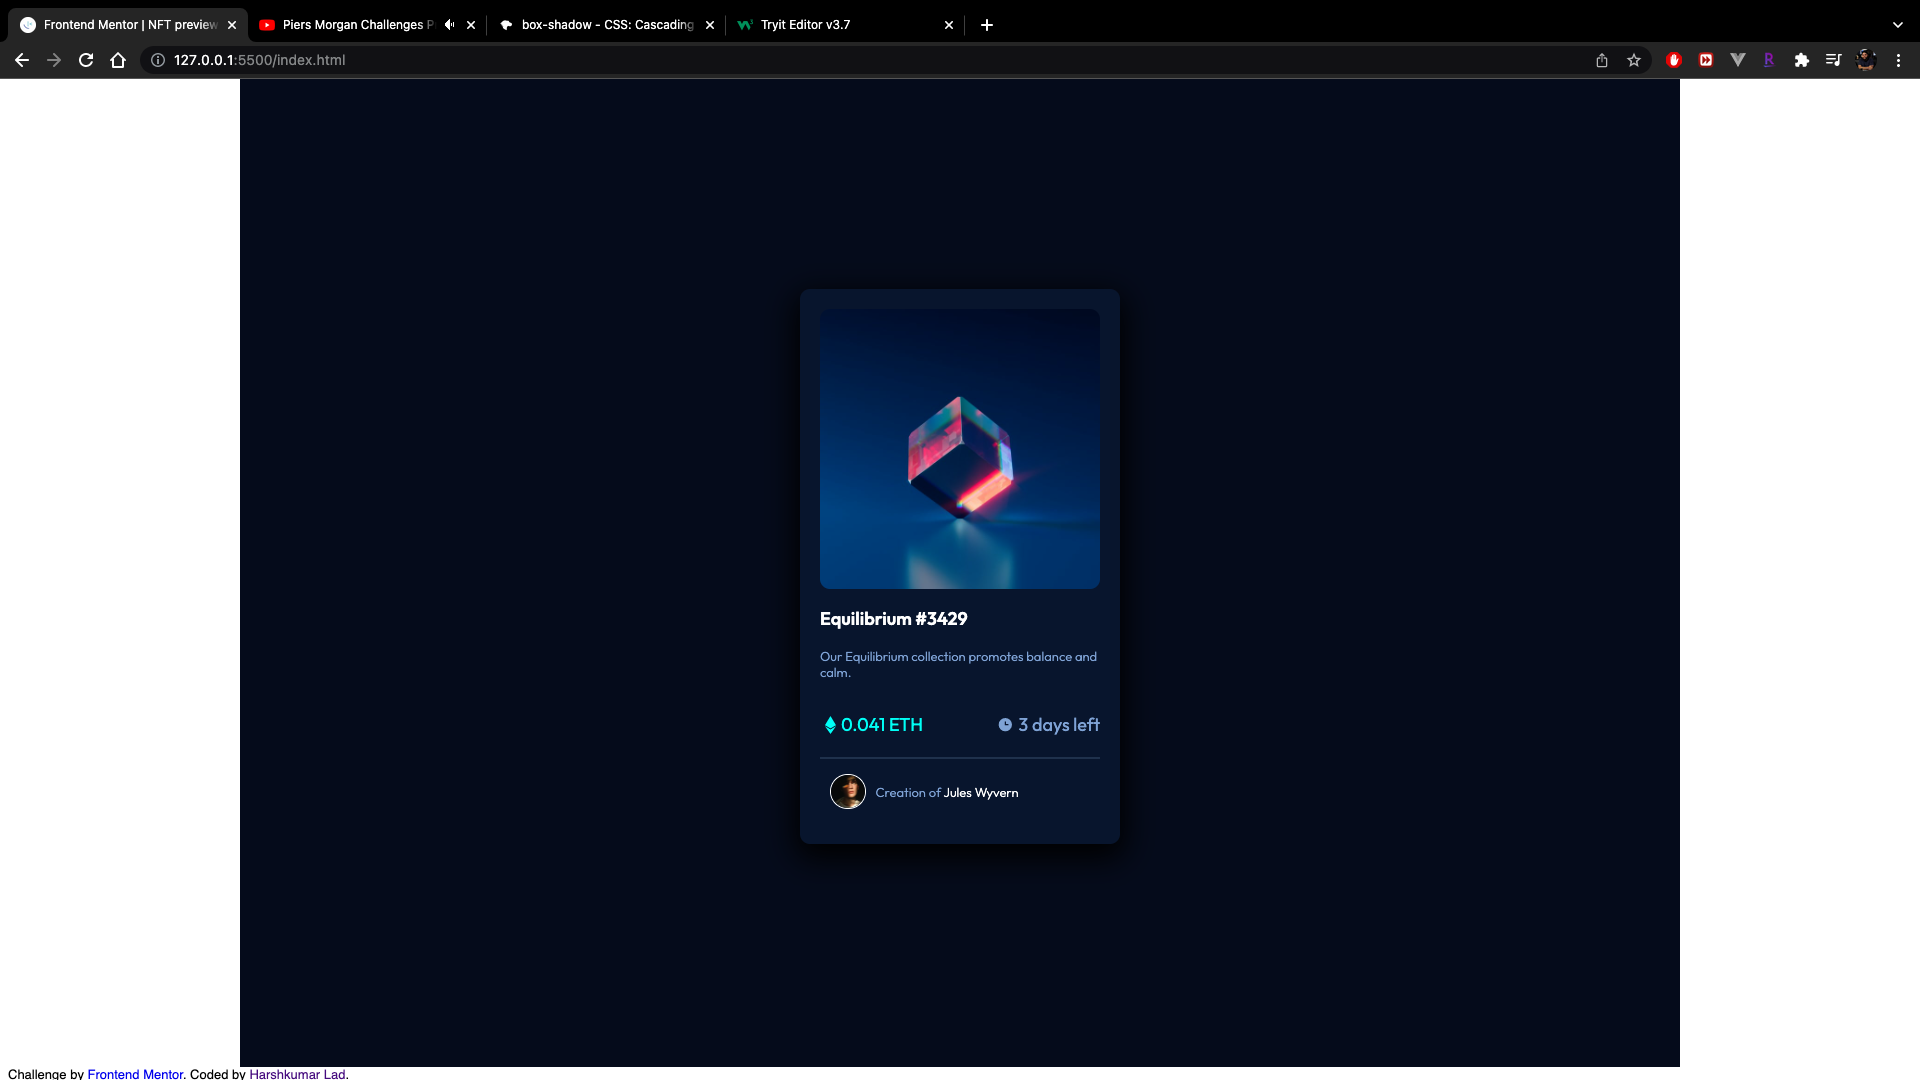 Frontend Mentor | NFT preview
Piers Morgan Challenges P
box-shadow - CSS: Cascading
Tryit Editor v3.7
127.0.0.1:5500/index.html
R
Equilibrium #3429
Our Equilibrium collection promotes balance and
calm.
0.041 ETH
3 days left
Creation of Jules Wyvern
Challenge by Frontend Mentor. Coded by Harshkumar Lad.